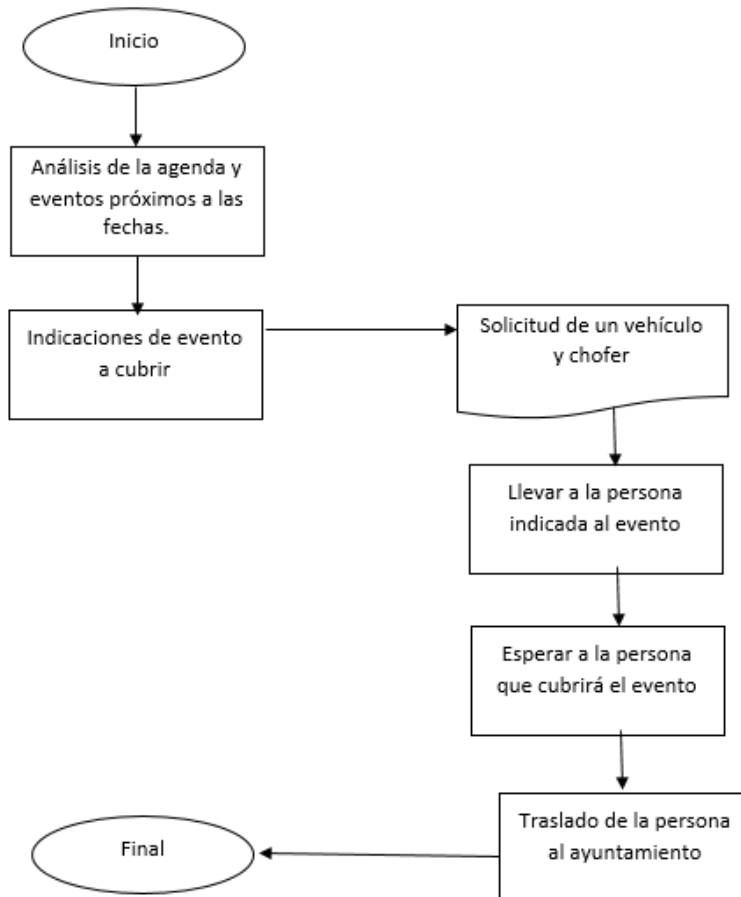 Inicio
Análisis de la agenda y
eventos próximos a las
fechas.
Indicaciones de evento
a cubrir
Solicitud de un vehículo
y chofer
Llevar a la persona
indicada al evento
Esperar a la persona
que cubrirá el evento
Traslado de la persona
al ayuntamiento
Final